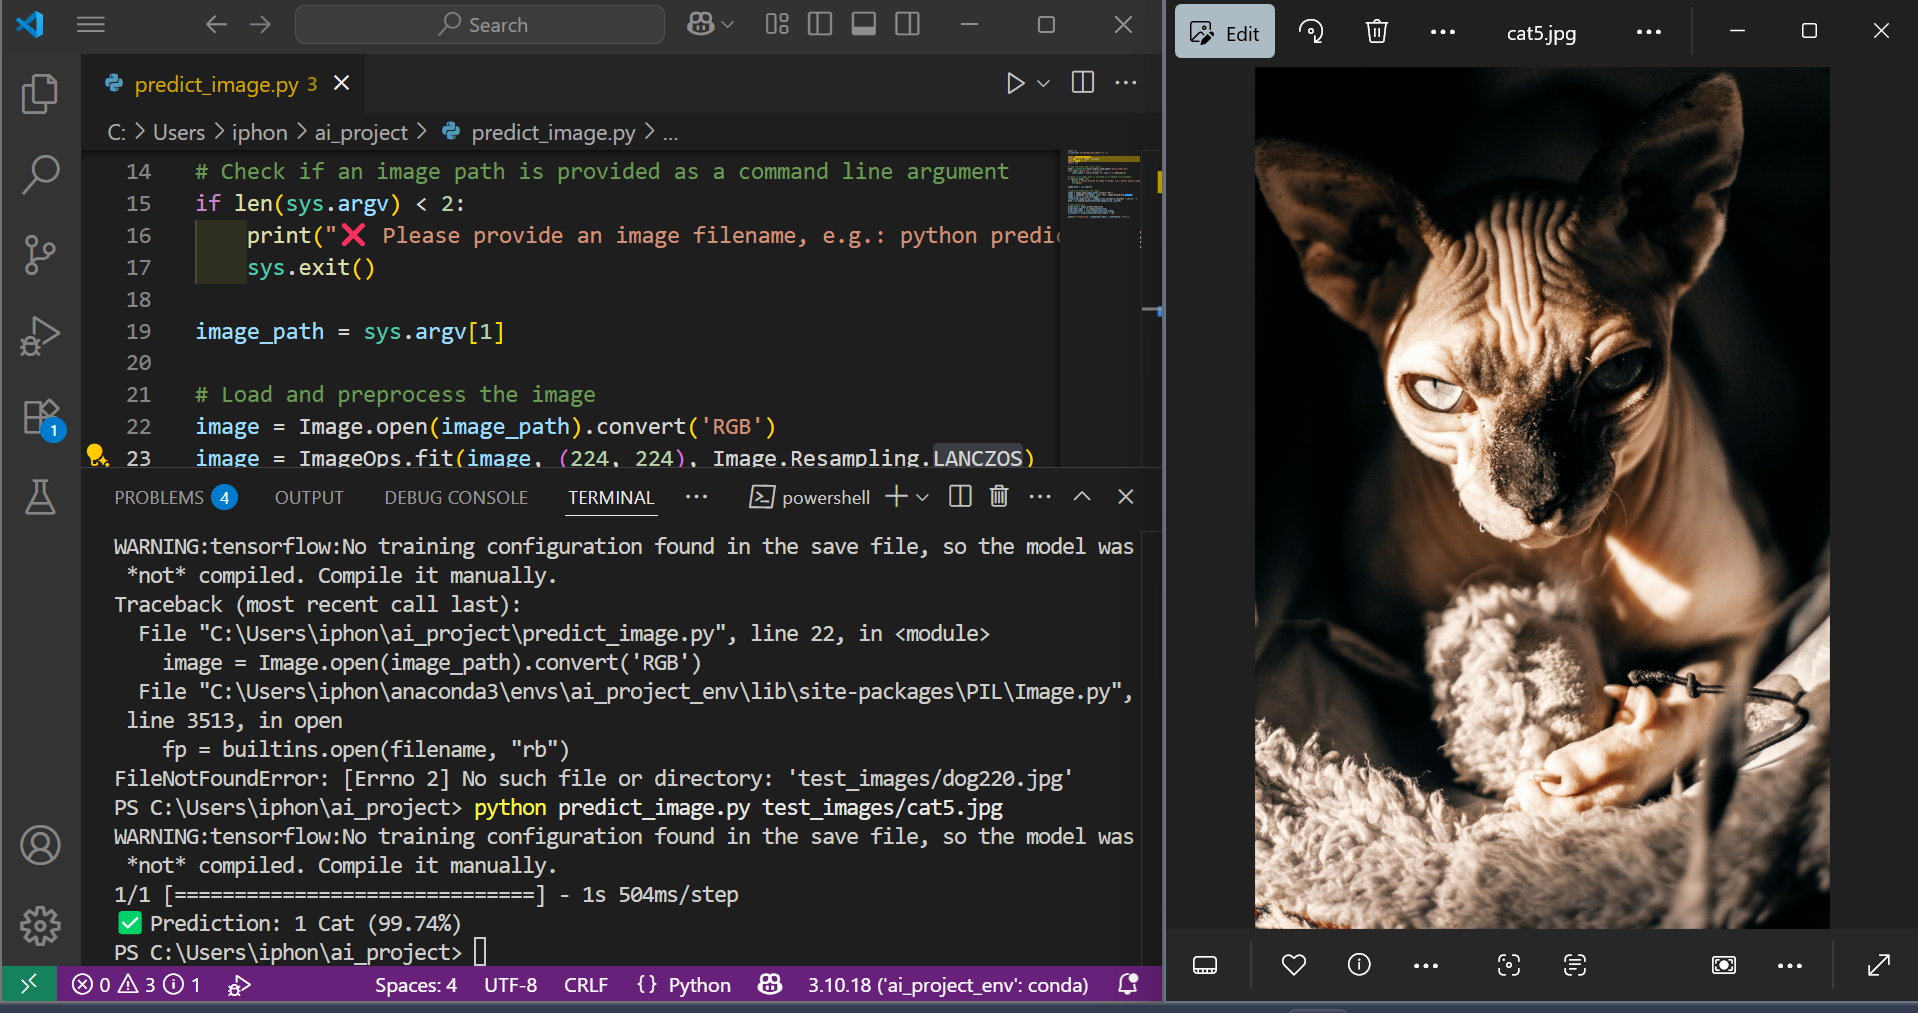 Search
predict_image.py 3
C: > Users > iphon > ai_project > predict_image.py > ...
14 # Check if an image path is provided as a command line argument
15 if len(sys.argv) < 2:
16 print("❌ Please provide an image filename, e.g.: python predi
17 sys.exit()
18
19 image_path = sys.argv[1]
20
21 # Load and preprocess the image
22 image = Image.open(image_path).convert('RGB')
23 image = ImageOps.fit(image, (224, 224), Image.Resampling.LANCZOS)
1
PROBLEMS 4 OUTPUT DEBUG CONSOLE TERMINAL ... powershell
WARNING:tensorflow:No training configuration found in the save file, so the model was
*not* compiled. Compile it manually.
Traceback (most recent call last):
File "C:\Users\iphon\ai_project\predict_image.py", line 22, in <module>
image = Image.open(image_path).convert('RGB')
File "C:\Users\iphon\anaconda3\envs\ai_project_env\lib\site-packages\PIL\Image.py",
line 3513, in open
fp = builtins.open(filename, "rb")
FileNotFoundError: [Errno 2] No such file or directory: 'test_images/dog220.jpg'
PS C:\Users\iphon\ai_project> python predict_image.py test_images/cat5.jpg
WARNING:tensorflow:No training configuration found in the save file, so the model was
*not* compiled. Compile it manually.
1/1 [==============================] - 1s 504ms/step
✅ Prediction: 1 Cat (99.74%)
PS C:\Users\iphon\ai_project>
0 3 1 Spaces: 4 UTF-8 CRLF {} Python 3.10.18 ('ai_project_env': conda)
Edit
cat5.jpg